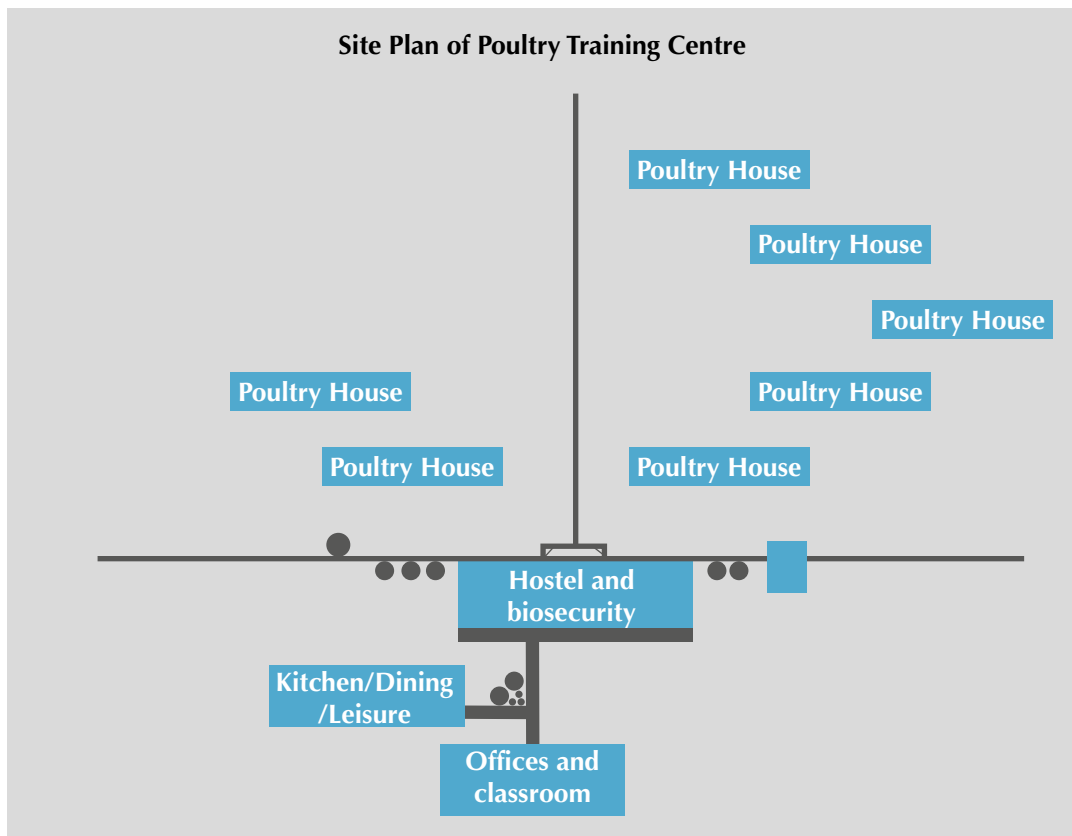 Site Plan of Poultry Training Centre
Poultry House
Poultry House
Poultry House
Poultry House
Poultry House
Poultry House
Poultry House
Hostel and
biosecurity
Kitchen/Dining
/Leisure
Offices and
classroom